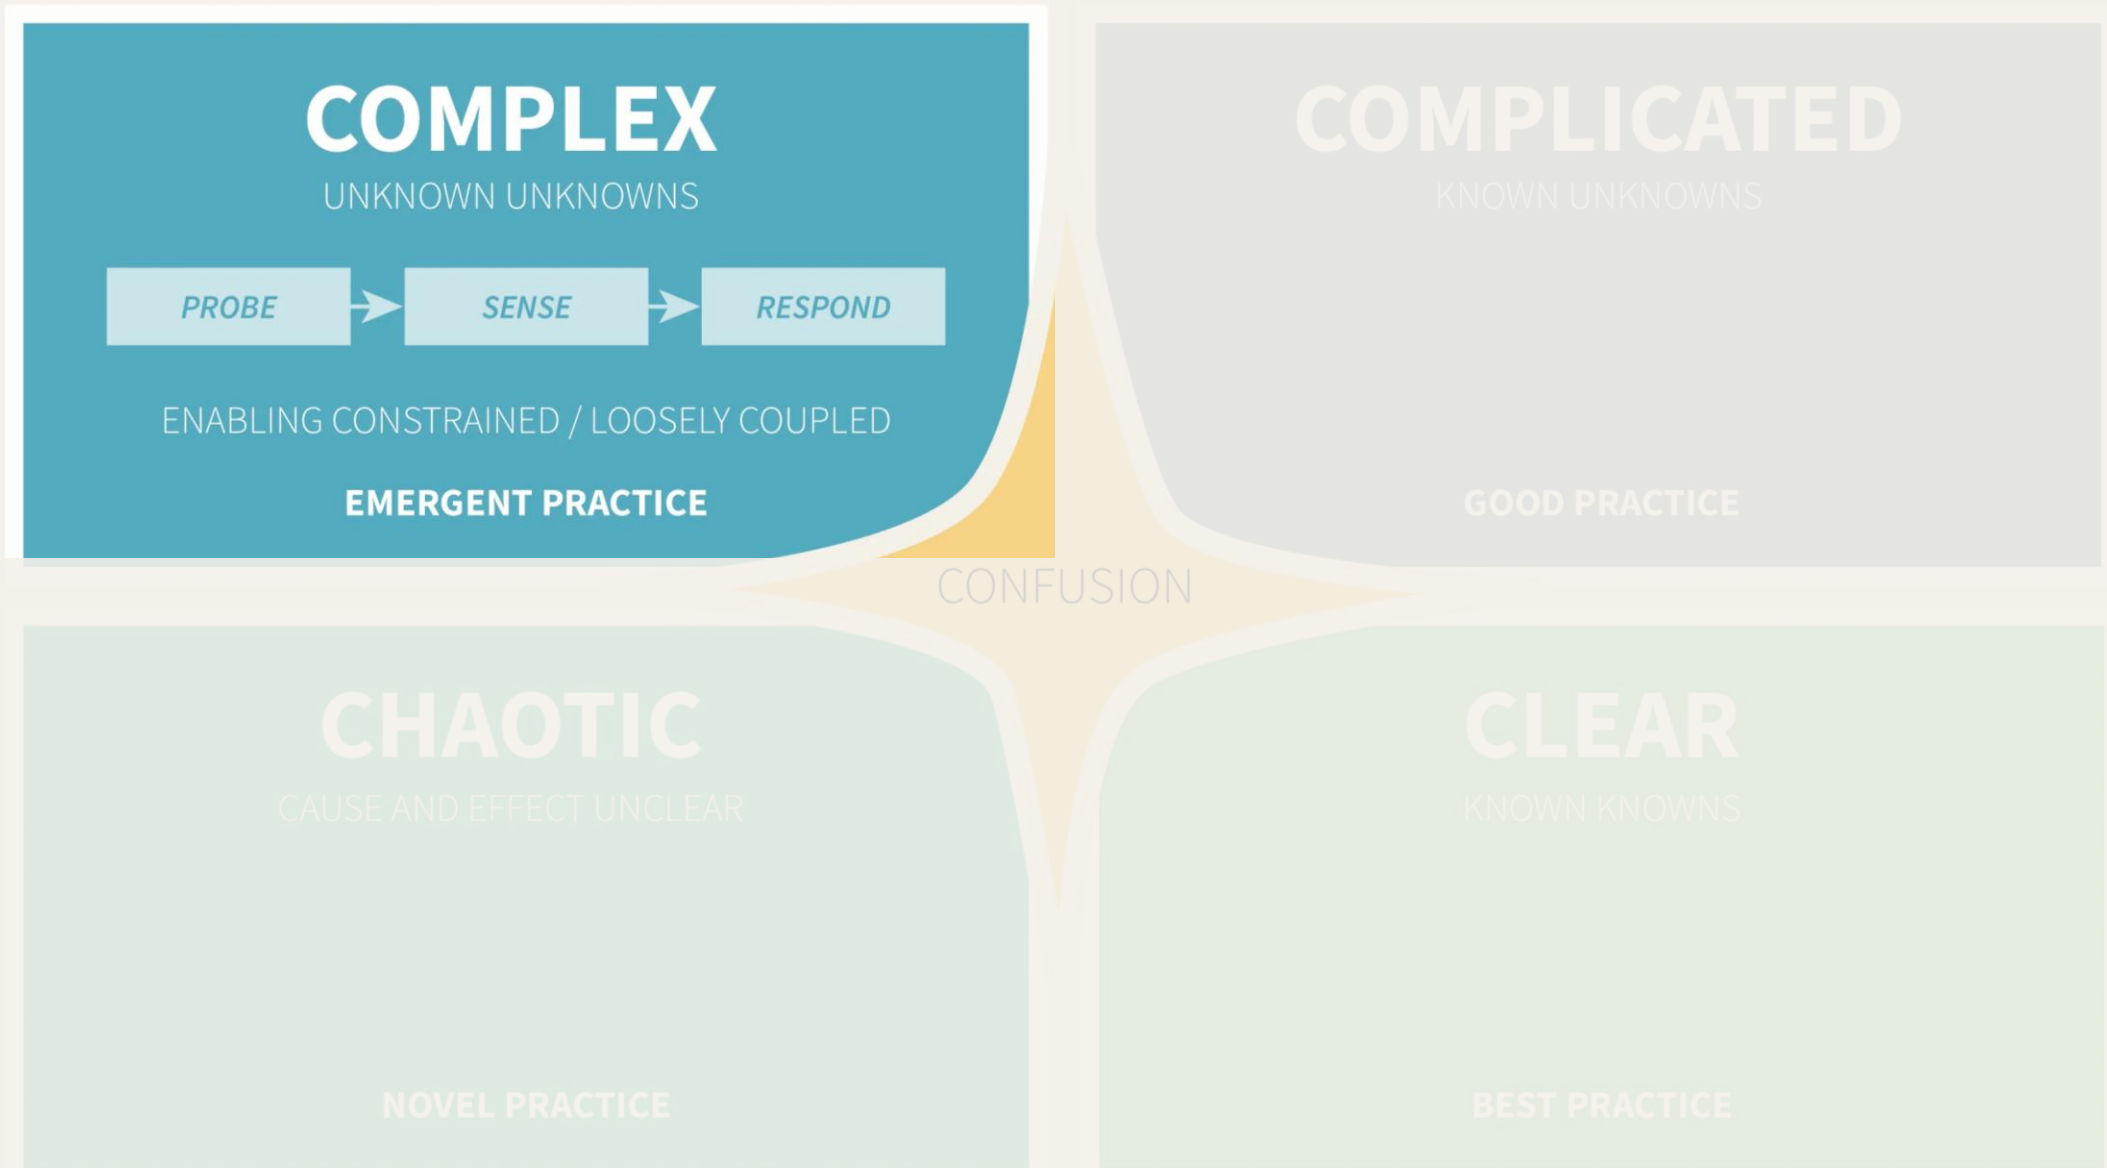 COMPLEX
UNKNOWN UNKNOWNS
PROBE
SENSE
RESPOND
ENABLING CONSTRAINED / LOOSELY COUPLED
EMERGENT PRACTICE
COMPLICATED
KNOWN UNKNOWNS
GOOD PRACTICE
CONFUSION
CHAOTIC
CAUSE AND EFFECT UNCLEAR
NOVEL PRACTICE
CLEAR
KNOWN KNOWNS
BEST PRACTICE